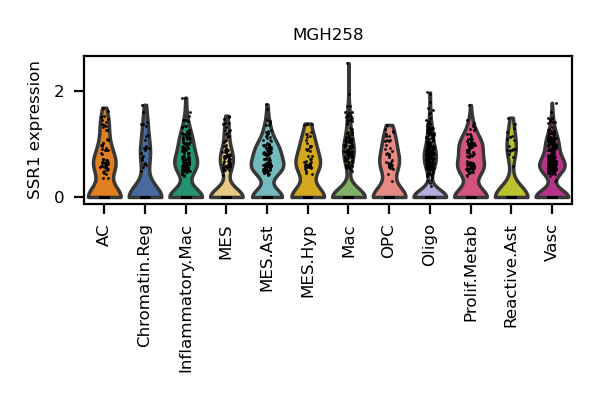 MGH258
SSR1 expression
2
0
AC
Chromatin.Reg
Inflammatory.Mac
MES
MES.Ast
MES.Hyp
Mac
OPC
Oligo
Prolif.Metab
Reactive.Ast
Vasc